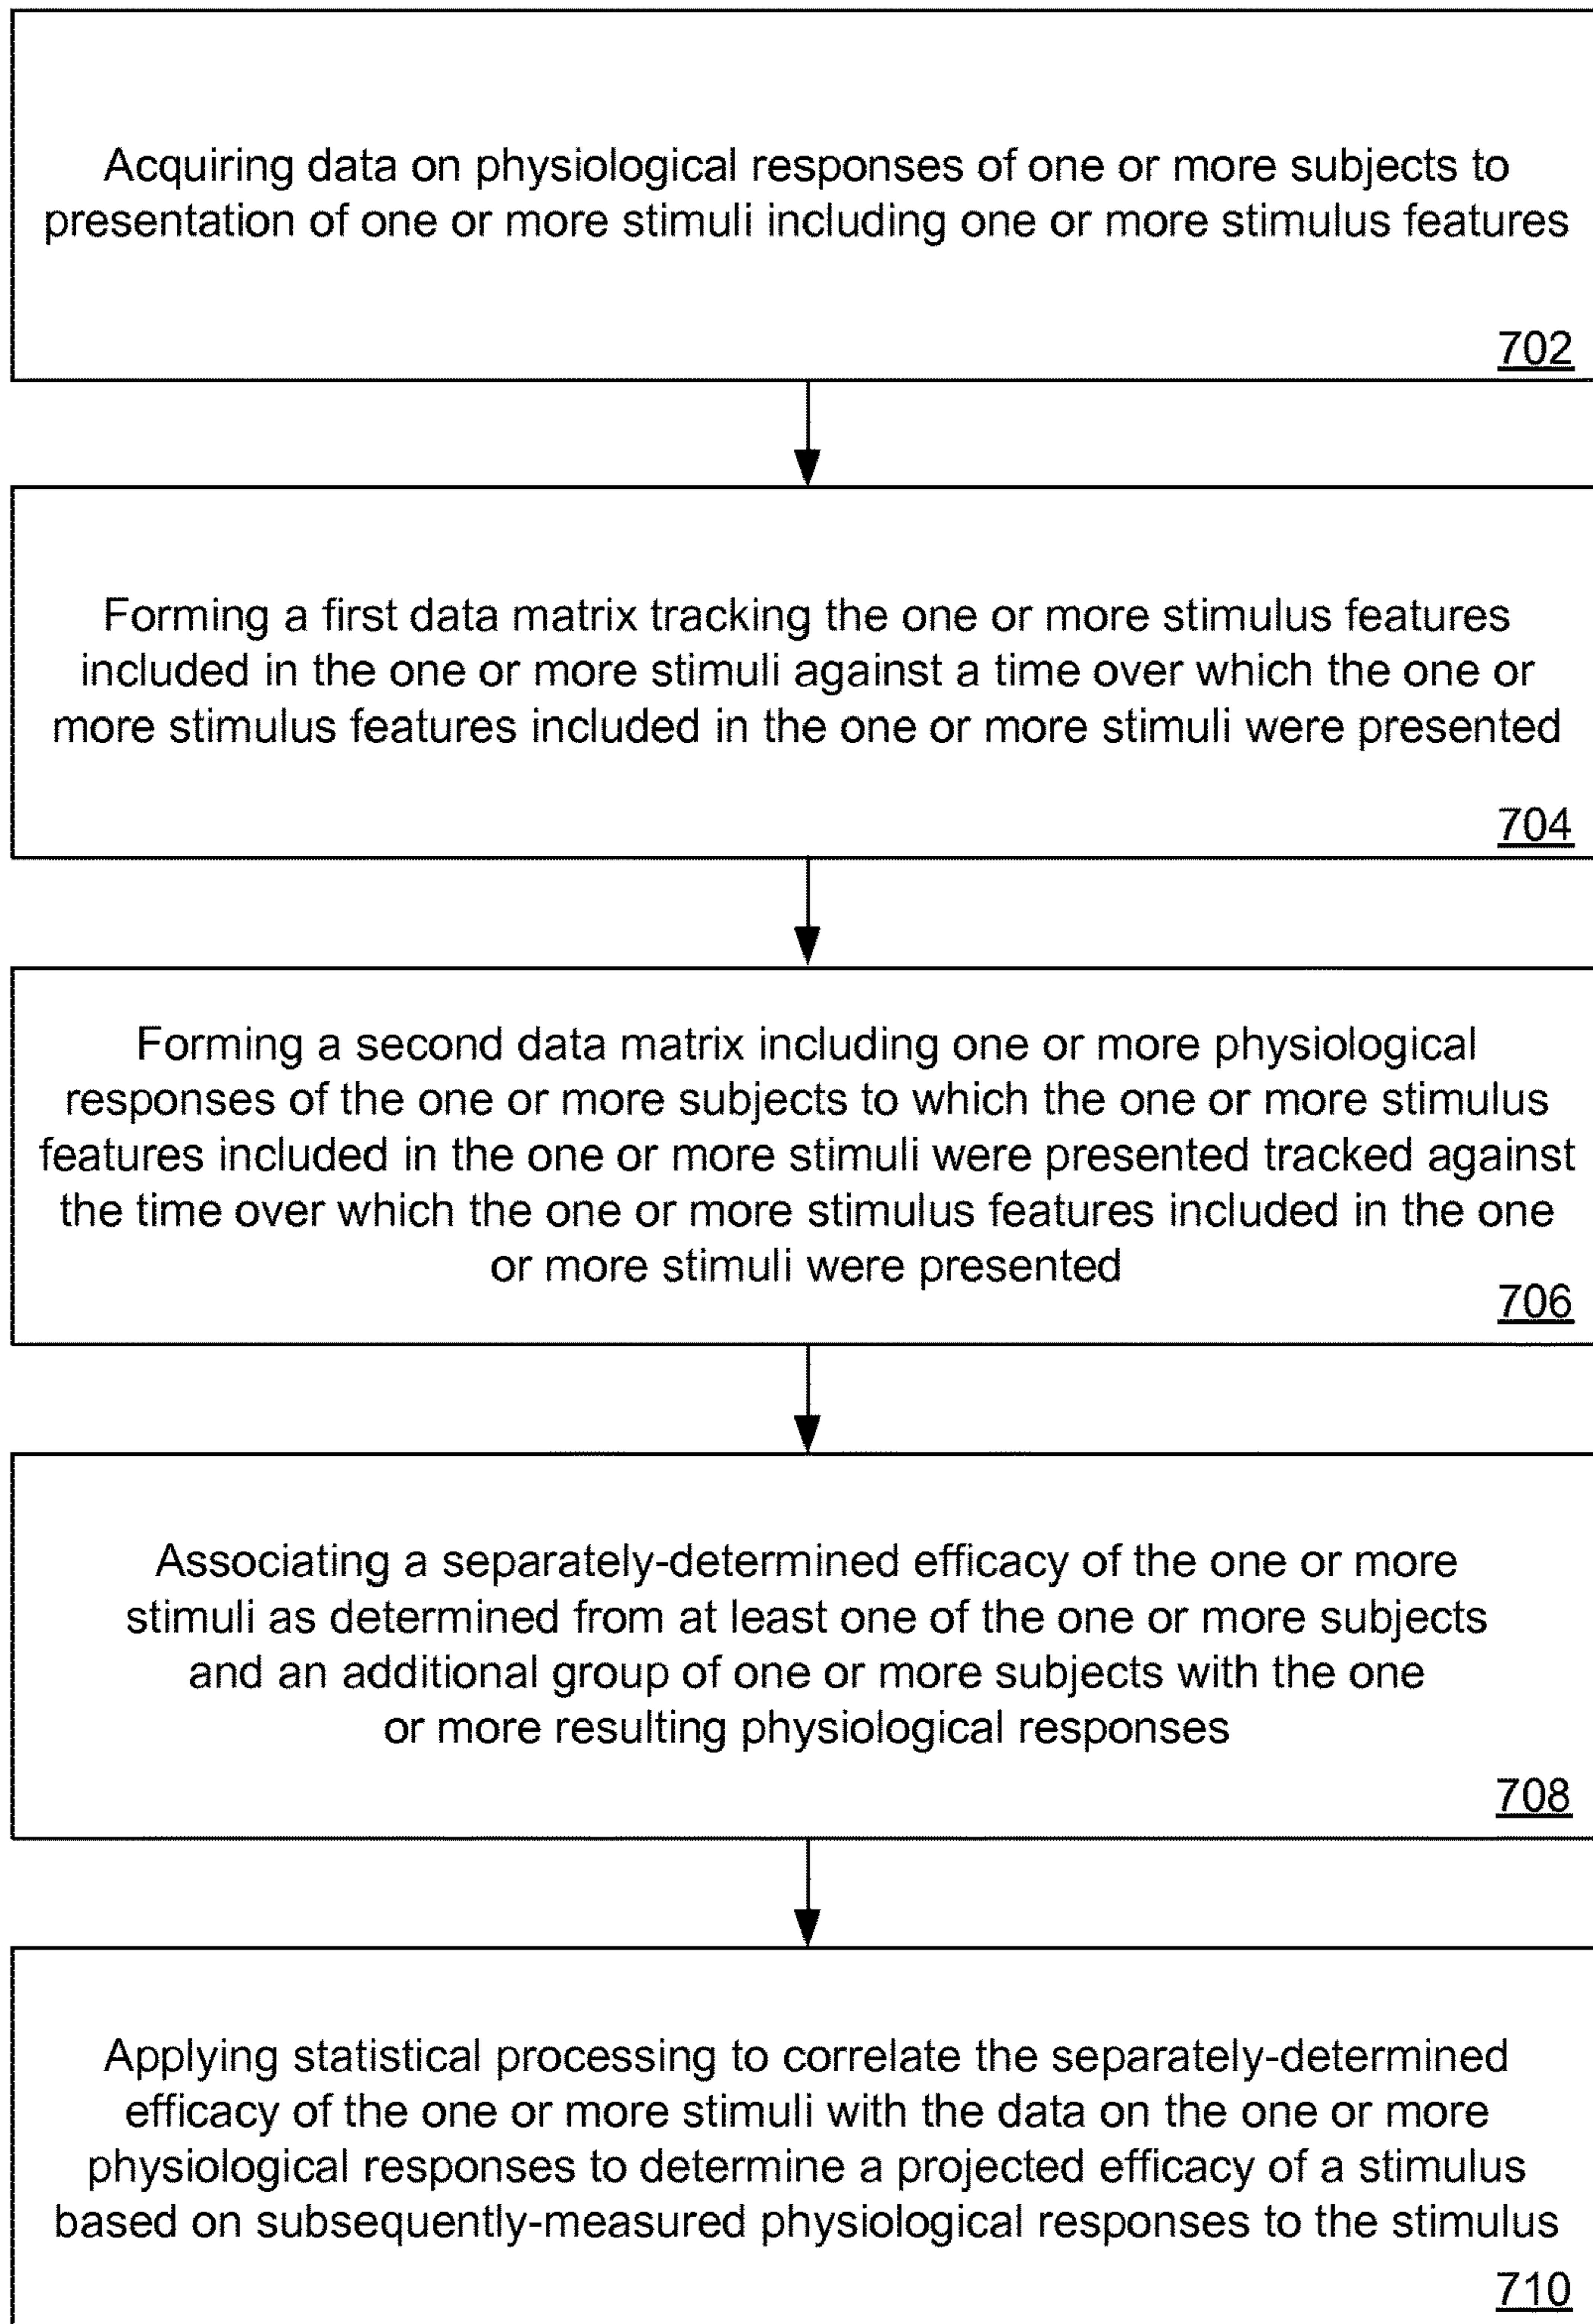 Acquiring data on physiological responses of one or more subjects to
presentation of one or more stimuli including one or more stimulus features
702
Forming a first data matrix tracking the one or more stimulus features
included in the one or more stimuli against a time over which the one or
more stimulus features included in the one or more stimuli were presented
704
Forming a second data matrix including one or more physiological
responses of the one or more subjects to which the one or more stimulus
features included in the one or more stimuli were presented tracked against
the time over which the one or more stimulus features included in the one
or more stimuli were presented
706
Associating a separately-determined efficacy of the one or more
stimuli as determined from at least one of the one or more subjects
and an additional group of one or more subjects with the one
or more resulting physiological responses
708
Applying statistical processing to correlate the separately-determined
efficacy of the one or more stimuli with the data on the one or more
physiological responses to determine a projected efficacy of a stimulus
based on subsequently-measured physiological responses to the stimulus
710